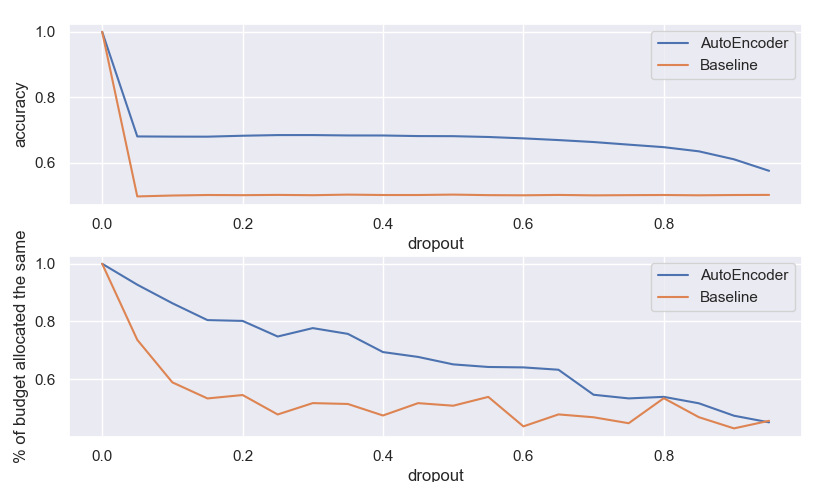 accuracy
1.0
0.8
0.6
AutoEncoder
Baseline
0.0 0.2 0.4 0.6 0.8
dropout
% of budget allocated the same
1.0
0.8
0.6
AutoEncoder
Baseline
0.0 0.2 0.4 0.6 0.8
dropout